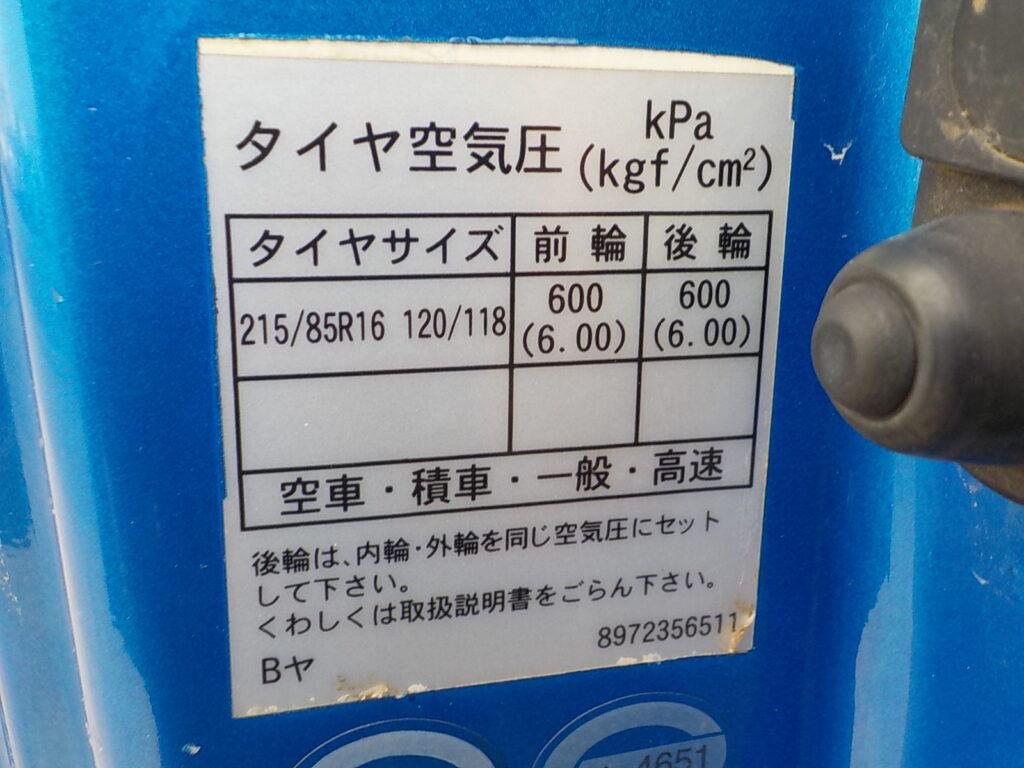 タイヤ空気圧 kPa
(kgf/cm²)
タイヤサイズ 前輪 後輪
215/85R16 120/118 600 600
(6.00) (6.00)
空車・積車・一般・高速
後輪は、内輪・外輪を同じ空気圧にセット
して下さい。
くわしくは取扱説明書をごらん下さい。
8972356511
Bヤ
4651